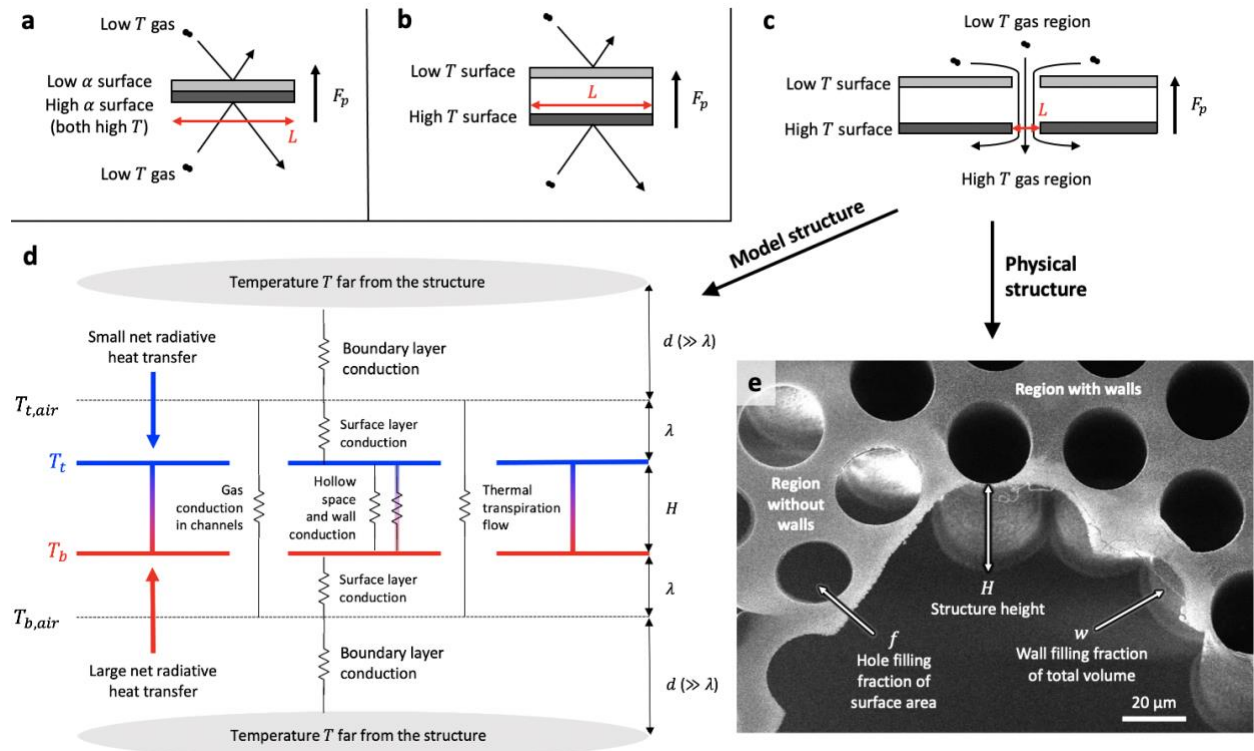 a
Low T gas
Low α surface
High α surface
(both high T)
L
F_p
Low T gas
b
Low T surface
L
High T surface
F_p
c
Low T gas region
Low T surface
L
High T surface
F_p
High T gas region
Model structure
Physical
structure
d
Temperature T far from the structure
Small net radiative
heat transfer
Boundary layer
conduction
d (≫ λ)
T_t,air
Surface layer
conduction
λ
T_t
Gas
conduction
in channels
Hollow
space
and wall
conduction
Thermal
transpiration
flow
H
T_b
Surface layer
conduction
λ
T_b,air
Boundary layer
conduction
d (≫ λ)
Large net radiative
heat transfer
Temperature T far from the structure
e
Region with walls
Region
without
walls
H
Structure height
f
Hole filling
fraction of
surface area
w
Wall filling fraction
of total volume
20 μm